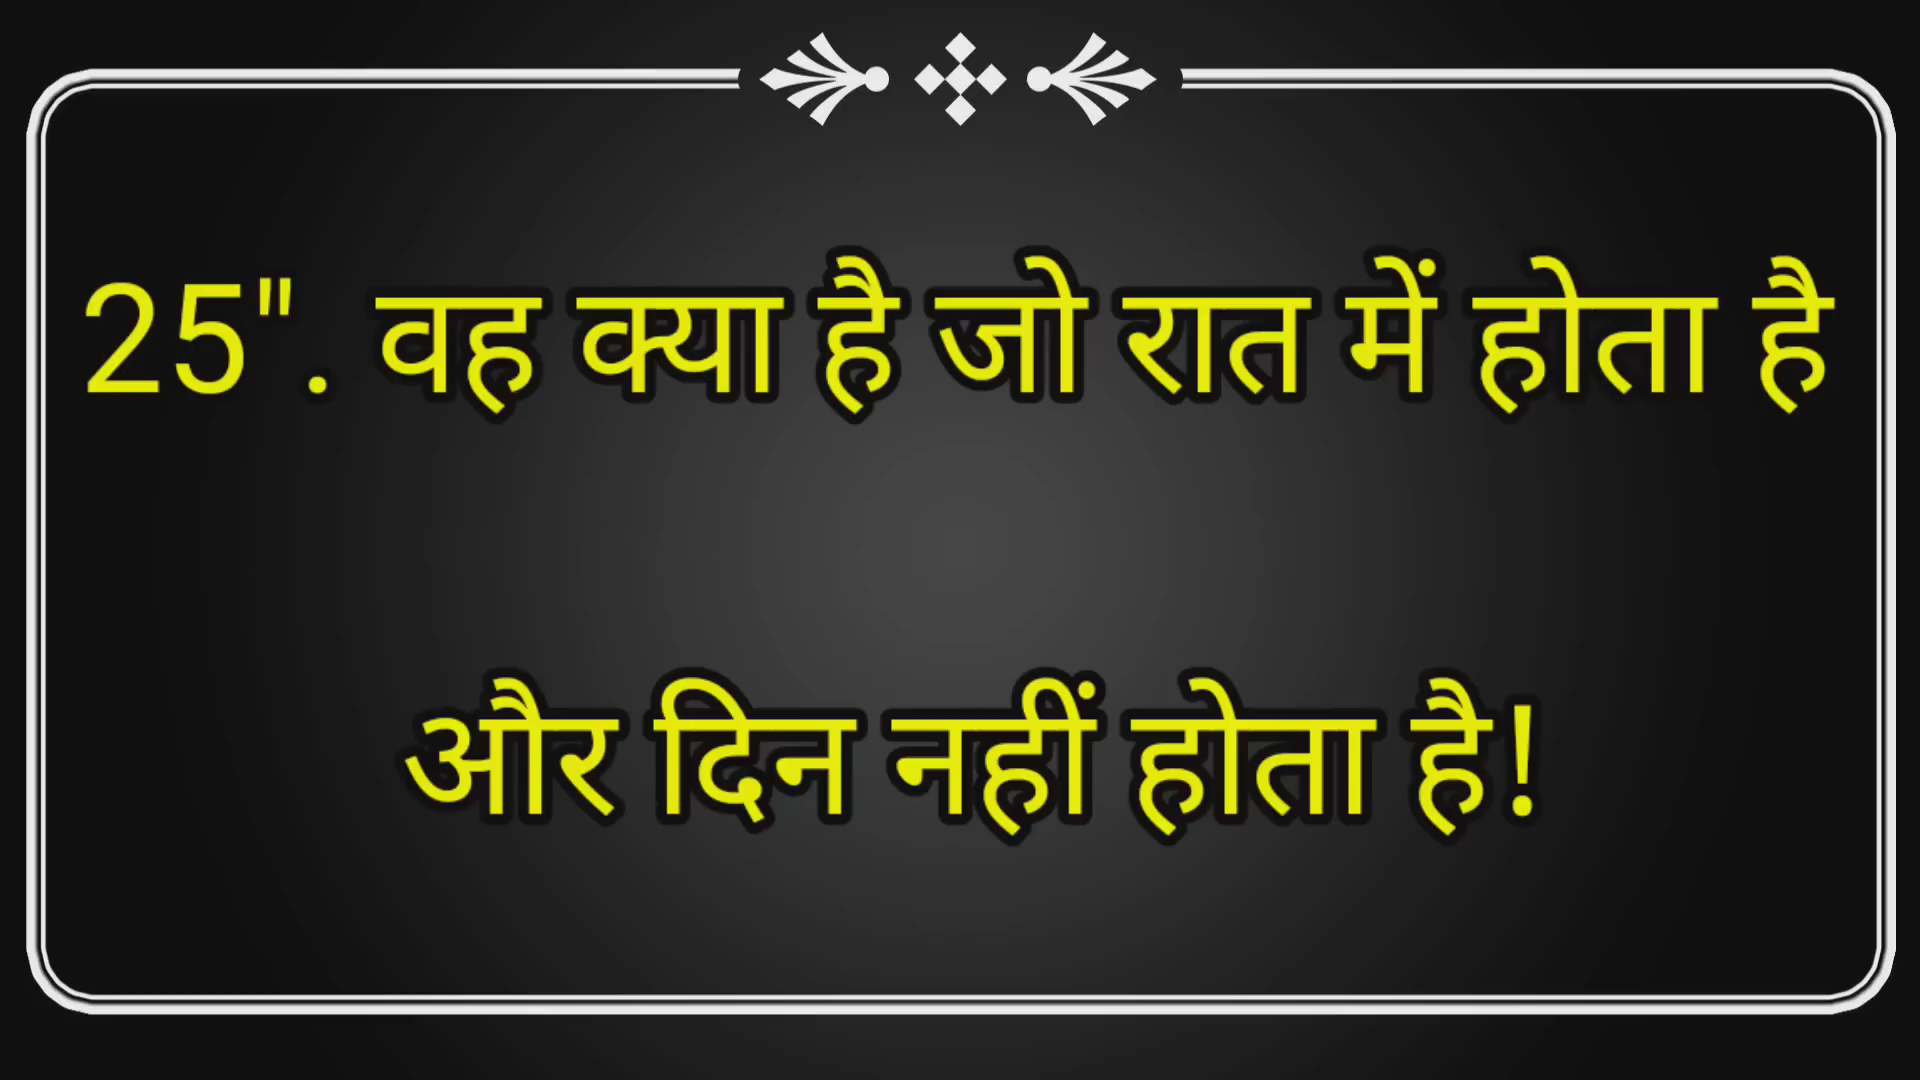 25". वह क्या है जो रात में होता है
और दिन नहीं होता है!